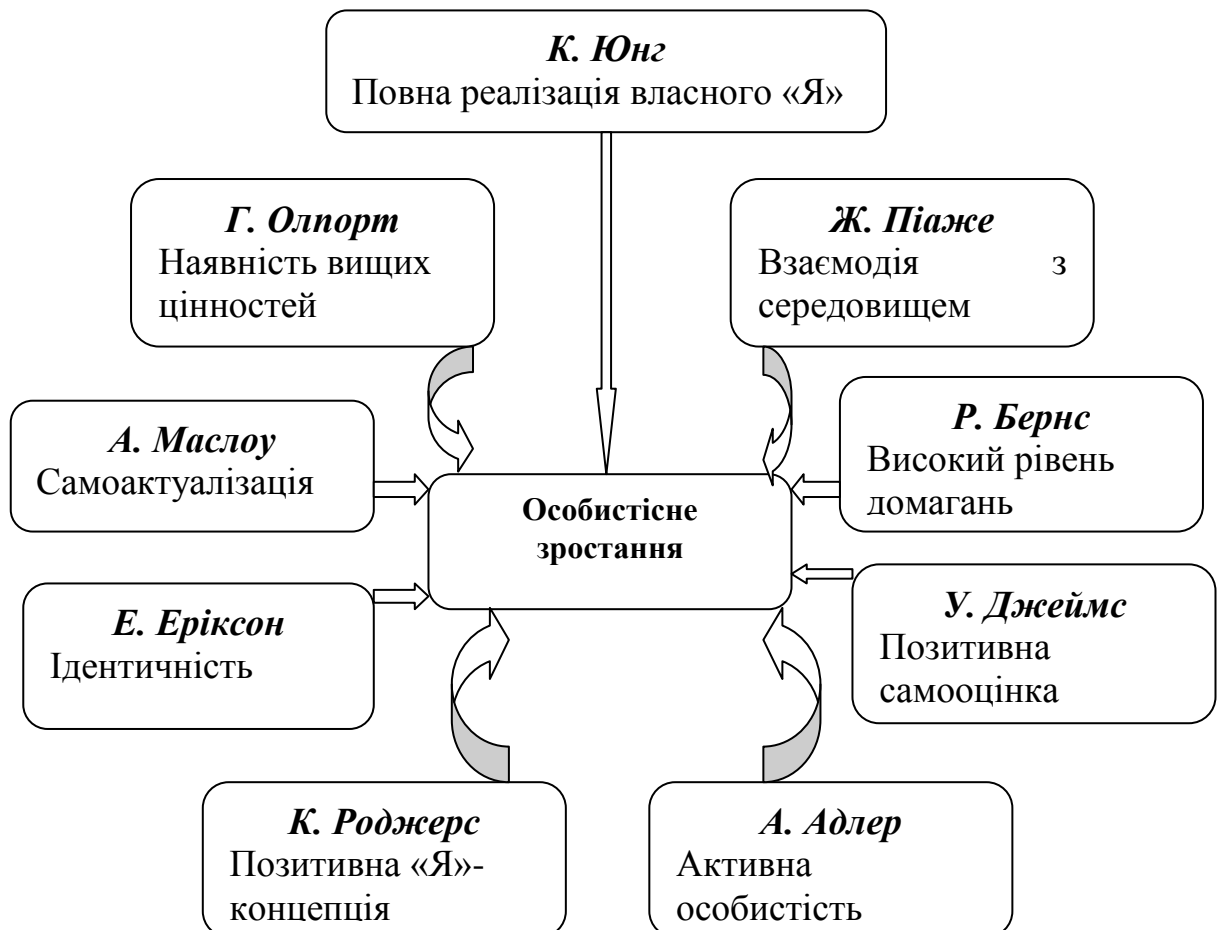 К. Юнг
Повна реалізація власного «Я»
Г. Олпорт
Наявність вищих
цінностей
Ж. Піаже
Взаємодія з
середовищем
А. Маслоу
Самоактуалізація
Р. Бернс
Високий рівень
домагань
Особистісне
зростання
Е. Еріксон
Ідентичність
У. Джеймс
Позитивна
самооцінка
К. Роджерс
Позитивна «Я»-
концепція
А. Адлер
Активна
особистість